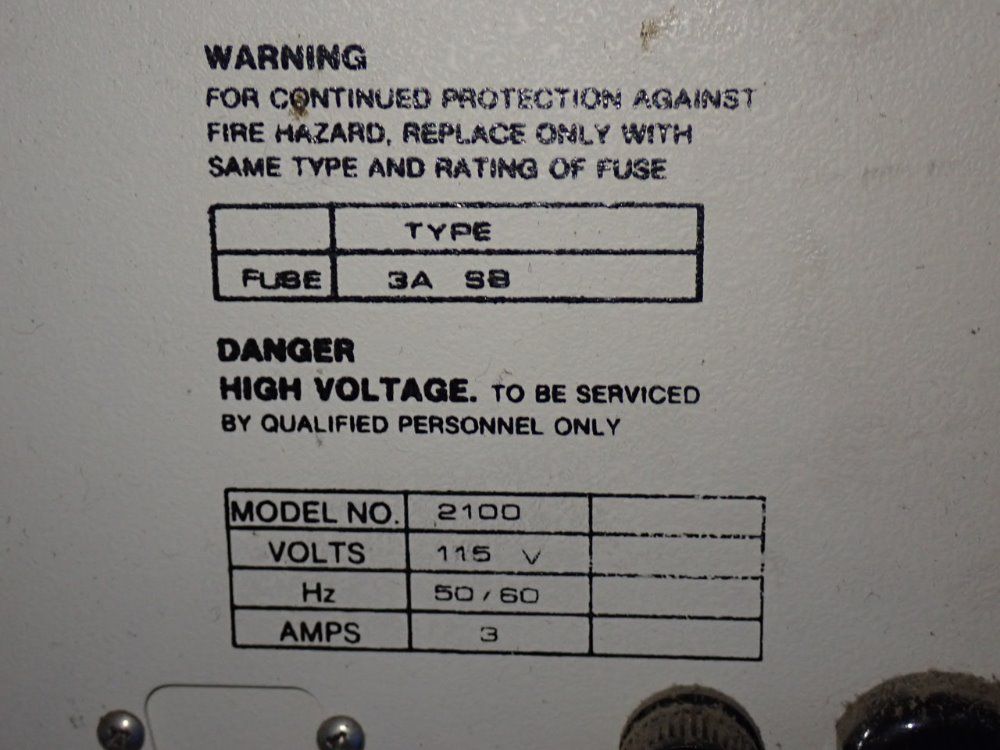 WARNING
FOR CONTINUED PROTECTION AGAINST
FIRE HAZARD, REPLACE ONLY WITH
SAME TYPE AND RATING OF FUSE
TYPE
FUSE 3A SB
DANGER
HIGH VOLTAGE. TO BE SERVICED
BY QUALIFIED PERSONNEL ONLY
MODEL NO. 2100
VOLTS 115 V
Hz 50/60
AMPS 3